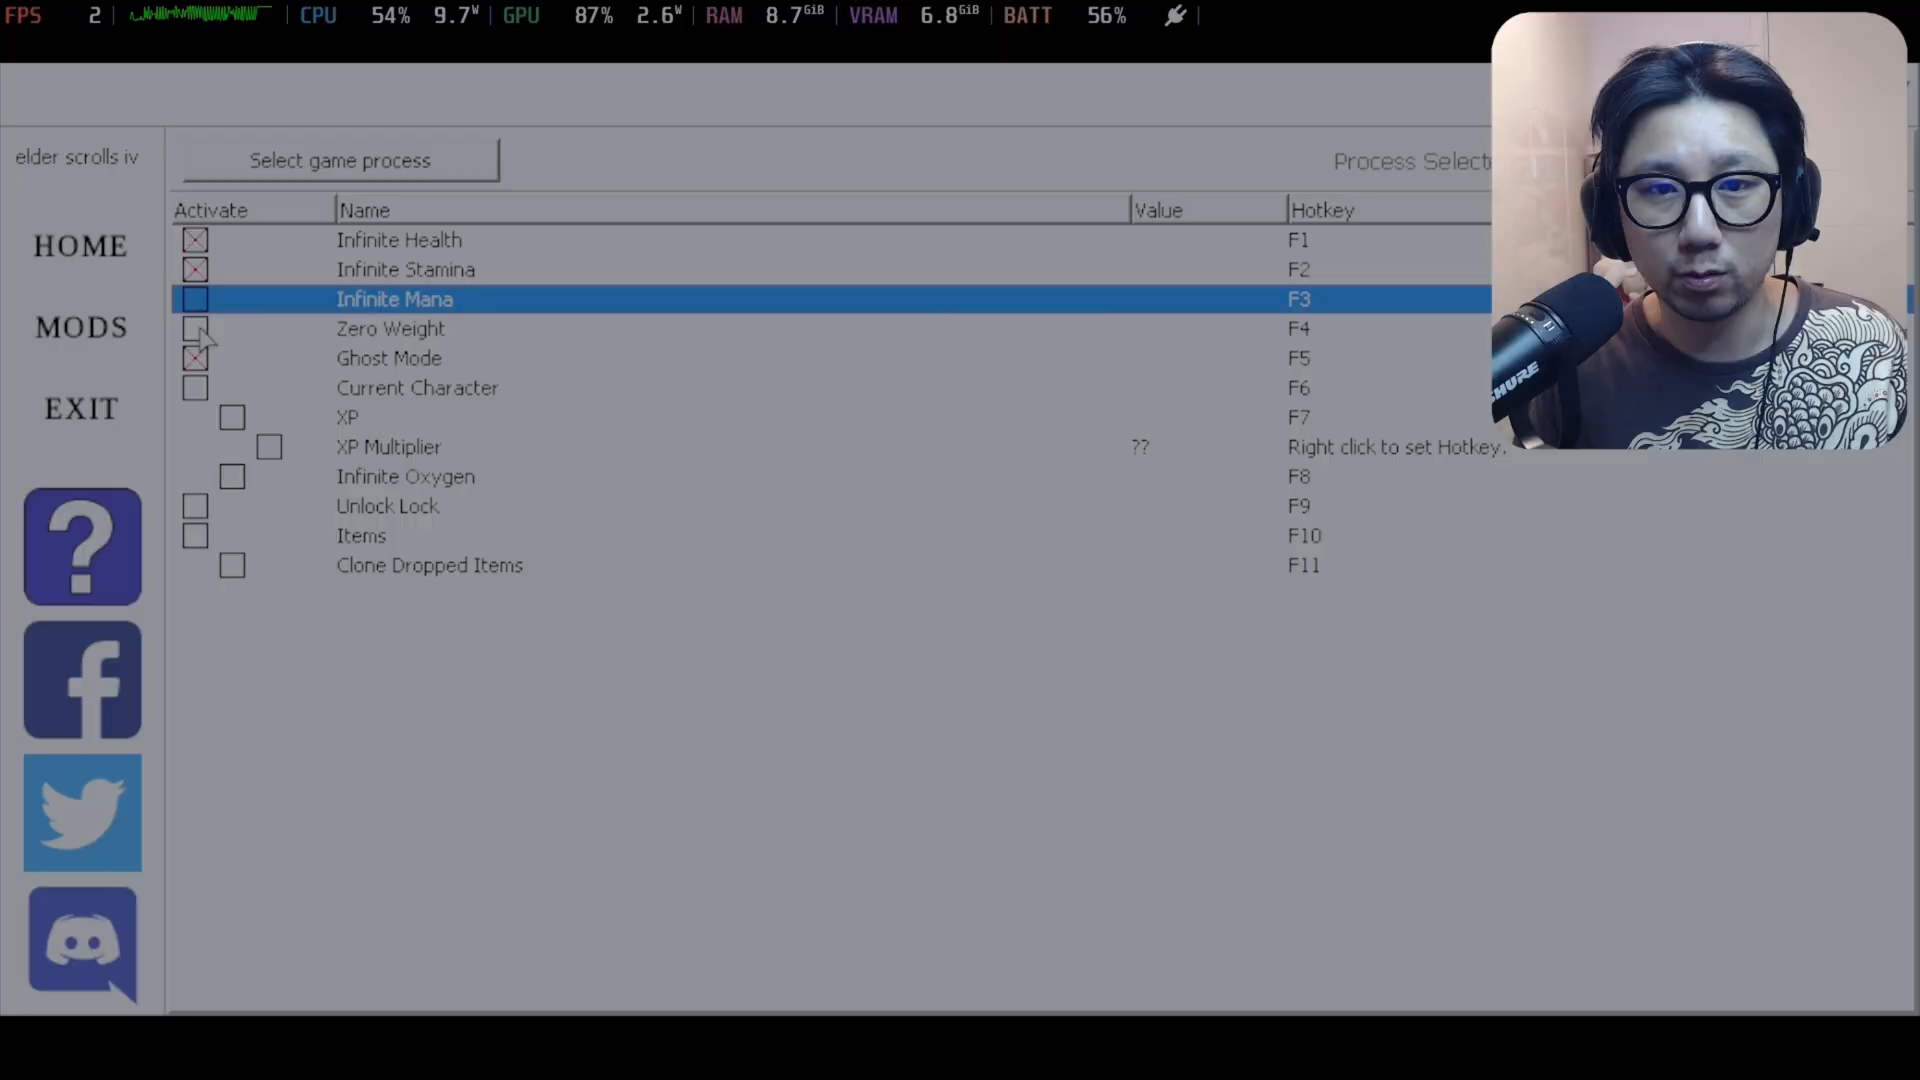 FPS 2 CPU 54% 9.7W GPU 87% 2.6W RAM 8.7GiB VRAM 6.8GiB BATT 56%
elder scrolls iv
Select game process
Process Select
HOME
MODS
EXIT
Activate Name Value Hotkey
Infinite Health F1
Infinite Stamina F2
Infinite Mana F3
Zero Weight F4
Ghost Mode F5
Current Character F6
XP F7
XP Multiplier ?? Right click to set Hotkey.
Infinite Oxygen F8
Unlock Lock F9
Items F10
Clone Dropped Items F11
?
f
SHURE